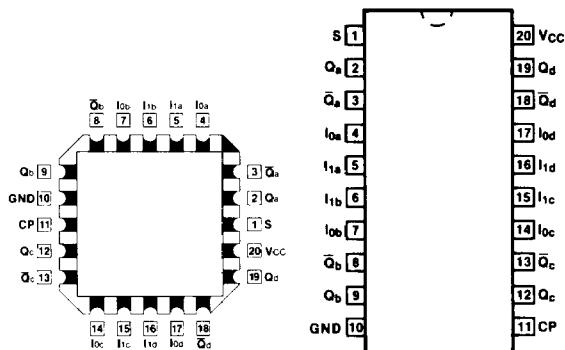 Q̅b I0b I1b I1a I0a
8 7 6 5 4
Qb 9
GND 10
CP 11
Qc 12
Q̅c 13
3 Q̅a
2 Qa
1 S
20 VCC
19 Qd
14 15 16 17 18
I0c I1c I1d I0d Q̅d
S 1
Qa 2
Q̅a 3
I0a 4
I1a 5
I1b 6
I0b 7
Q̅b 8
Qb 9
GND 10
20 VCC
19 Qd
18 Q̅d
17 I0d
16 I1d
15 I1c
14 I0c
13 Q̅c
12 Qc
11 CP